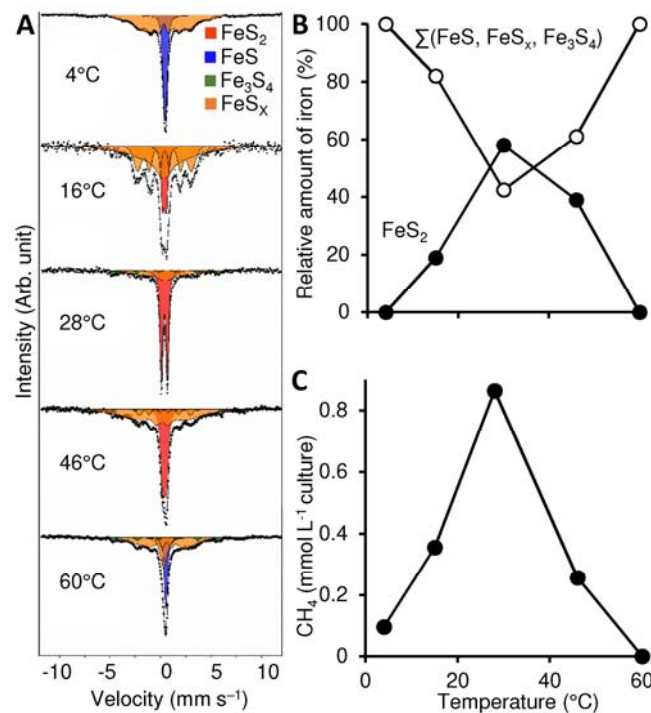 A
FeS₂
FeS
Fe₃S₄
FeSₓ
4°C
16°C
28°C
46°C
60°C
Intensity (Arb. unit)
-10 -5 0 5 10
Velocity (mm s⁻¹)
B
∑(FeS, FeSₓ, Fe₃S₄)
FeS₂
100
80
60
40
20
0
Relative amount of iron (%)
C
0.8
0.6
0.4
0.2
0
CH₄ (mmol L⁻¹ culture)
0 20 40 60
Temperature (°C)